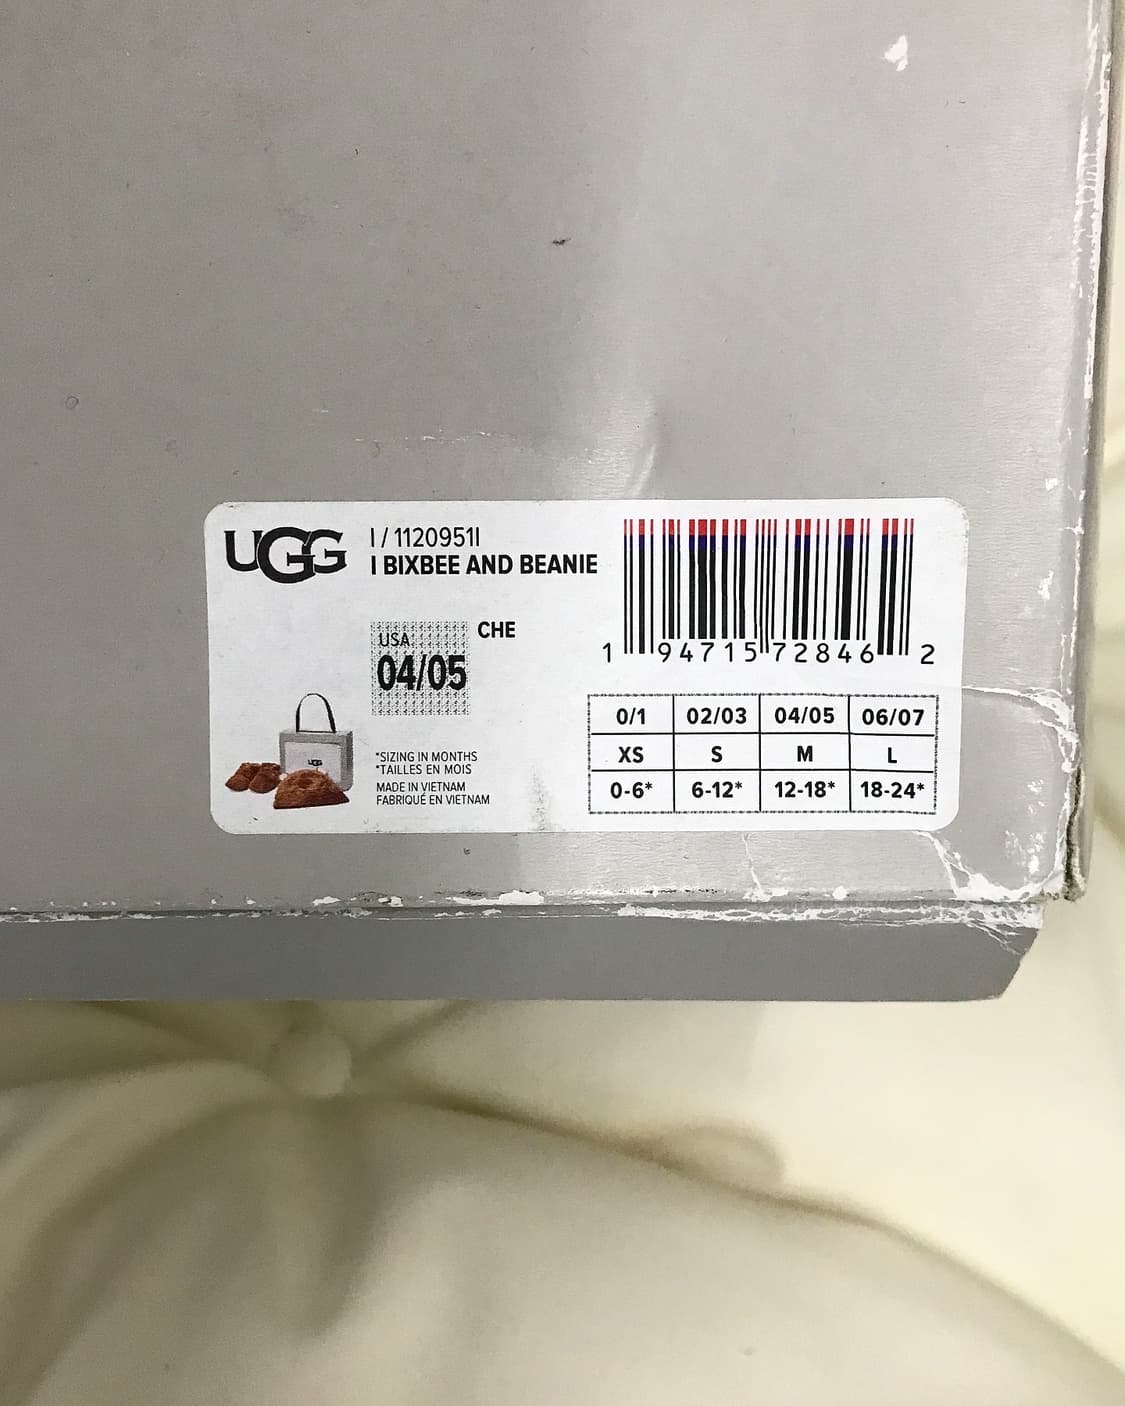 UGG
I / 1120951I
I BIXBEE AND BEANIE
USA
CHE
04/05
1 94715 72846 2
0/1 02/03 04/05 06/07
XS S M L
0-6* 6-12* 12-18* 18-24*
UGG
*SIZING IN MONTHS
*TAILLES EN MOIS
MADE IN VIETNAM
FABRIQUÉ EN VIETNAM